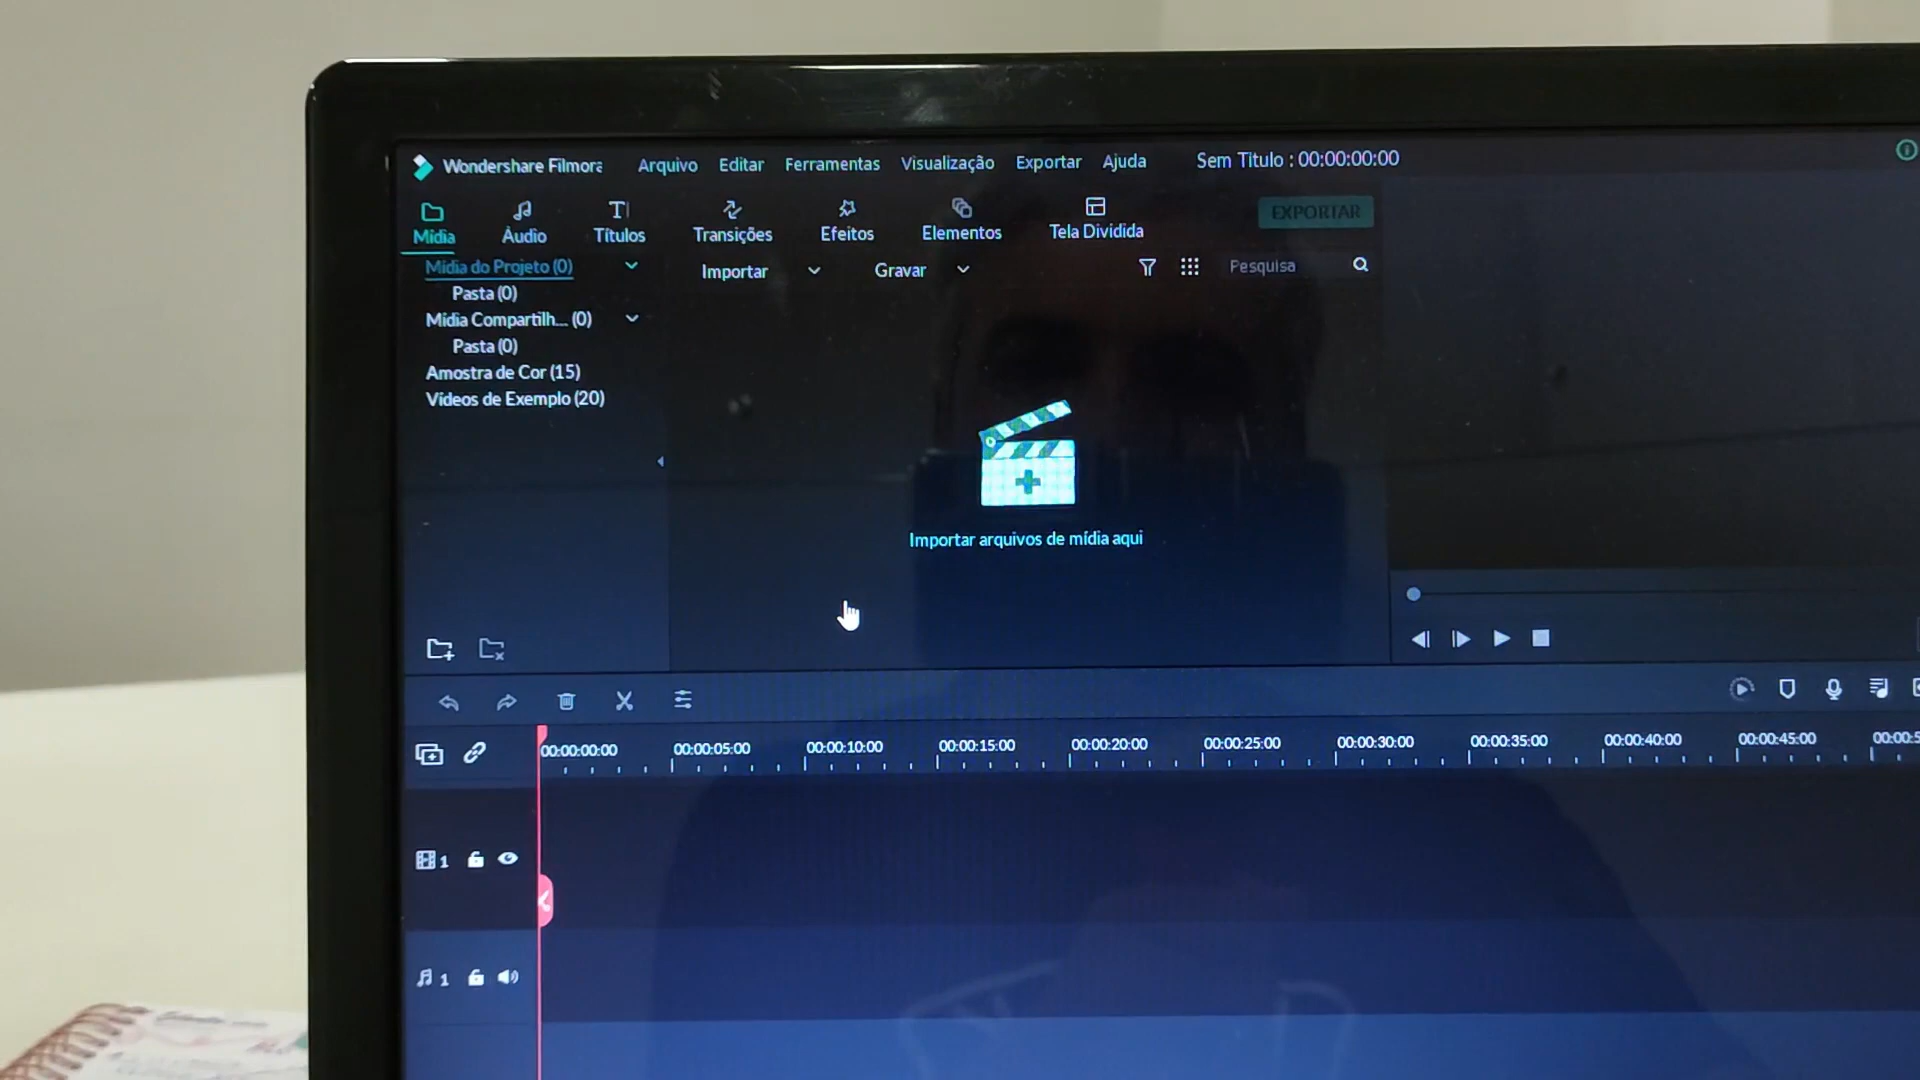 Wondershare Filmora Arquivo Editar Ferramentas Visualização Exportar Ajuda Sem Titulo : 00:00:00:00
Mídia Áudio Títulos Transições Efeitos Elementos Tela Dividida EXPORTAR
Mídia do Projeto (0) Importar Gravar Pesquisa
Pasta (0)
Mídia Compartilh... (0)
Pasta (0)
Amostra de Cor (15)
Vídeos de Exemplo (20)
Importar arquivos de mídia aqui
00:00:00:00 00:00:05:00 00:00:10:00 00:00:15:00 00:00:20:00 00:00:25:00 00:00:30:00 00:00:35:00 00:00:40:00 00:00:45:00 00:00:5
1
1